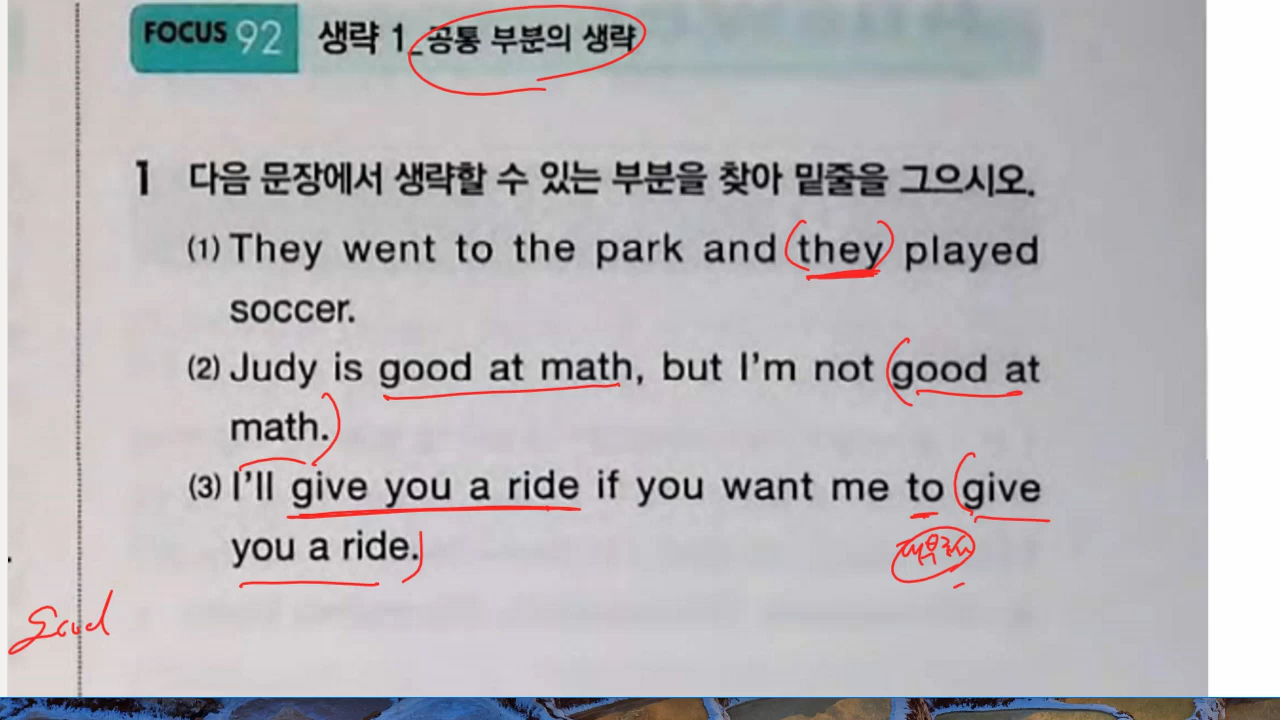 FOCUS 92 생략 1_공통 부분의 생략
1 다음 문장에서 생략할 수 있는 부분을 찾아 밑줄을 그으시오.
(1) They went to the park and (they) played
soccer.
(2) Judy is good at math, but I'm not (good at
math.)
(3) I'll give you a ride if you want me to (give
you a ride.)